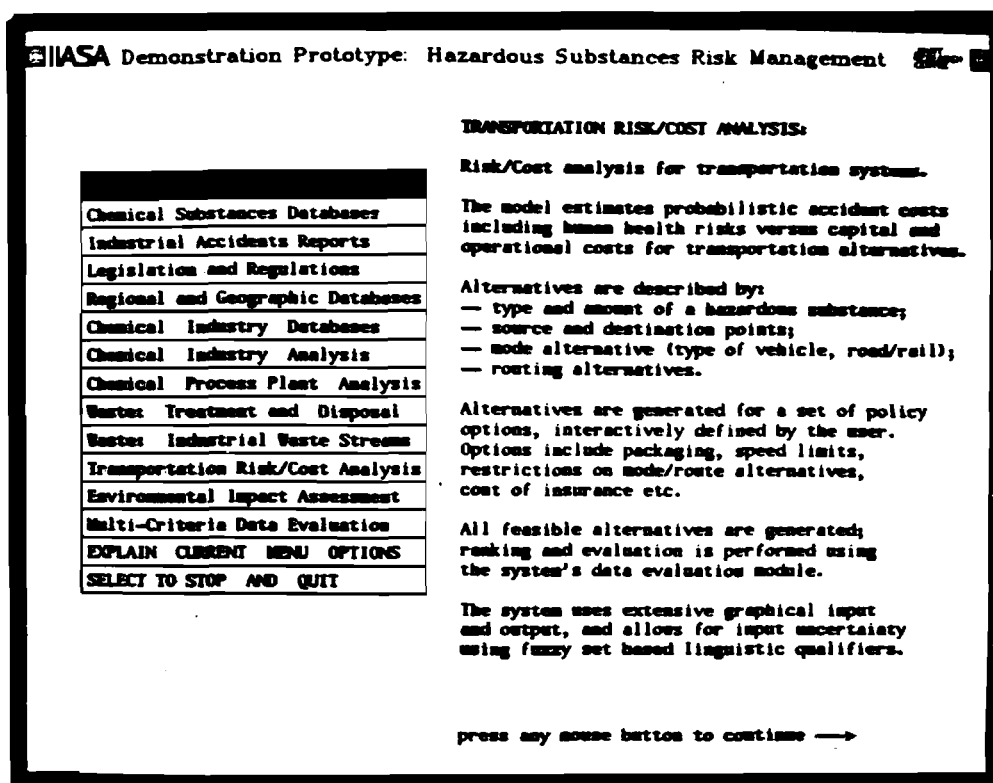 IIASA Demonstration Prototype: Hazardous Substances Risk Management
Chemical Substances Databases
Industrial Accidents Reports
Legislation and Regulations
Regional and Geographic Databases
Chemical Industry Databases
Chemical Industry Analysis
Chemical Process Plant Analysis
Waste: Treatment and Disposal
Waste: Industrial Waste Streams
Transportation Risk/Cost Analysis
Environmental Impact Assessment
Multi-Criteria Data Evaluation
EXPLAIN CURRENT MENU OPTIONS
SELECT TO STOP AND QUIT
TRANSPORTATION RISK/COST ANALYSIS:
Risk/Cost analysis for transportation systems.
The model estimates probabilistic accident costs
including human health risks versus capital and
operational costs for transportation alternatives.
Alternatives are described by:
— type and amount of a hazardous substance;
— source and destination points;
— mode alternative (type of vehicle, road/rail);
— routing alternatives.
Alternatives are generated for a set of policy
options, interactively defined by the user.
Options include packaging, speed limits,
restrictions on mode/route alternatives,
cost of insurance etc.
All feasible alternatives are generated;
ranking and evaluation is performed using
the system's data evaluation module.
The system uses extensive graphical input
and output, and allows for input uncertainty
using fuzzy set based linguistic qualifiers.
press any mouse button to continue →